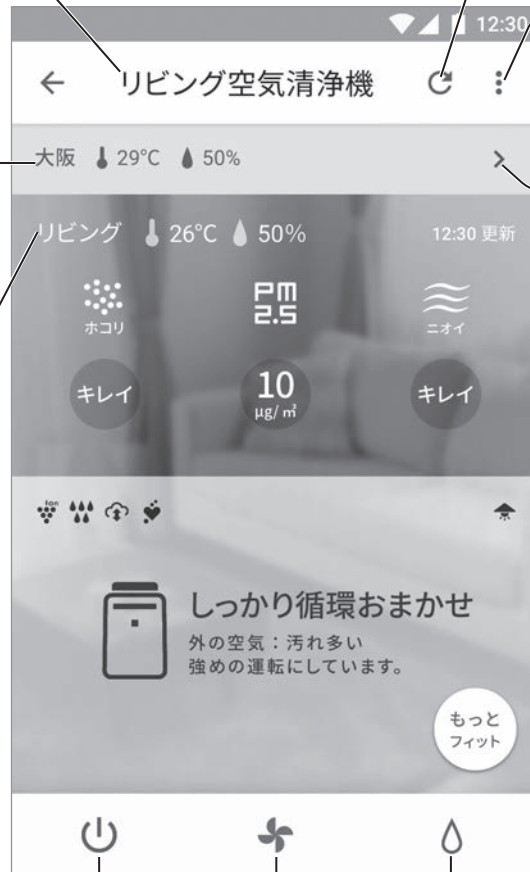 12:30
リビング空気清浄機
大阪 29℃ 50%
リビング 26℃ 50% 12:30 更新
PM
2.5
ホコリ ニオイ
キレイ 10 キレイ
μg/㎥
ion
しっかり循環おまかせ
外の空気：汚れ多い
強めの運転にしています。
もっと
フィット